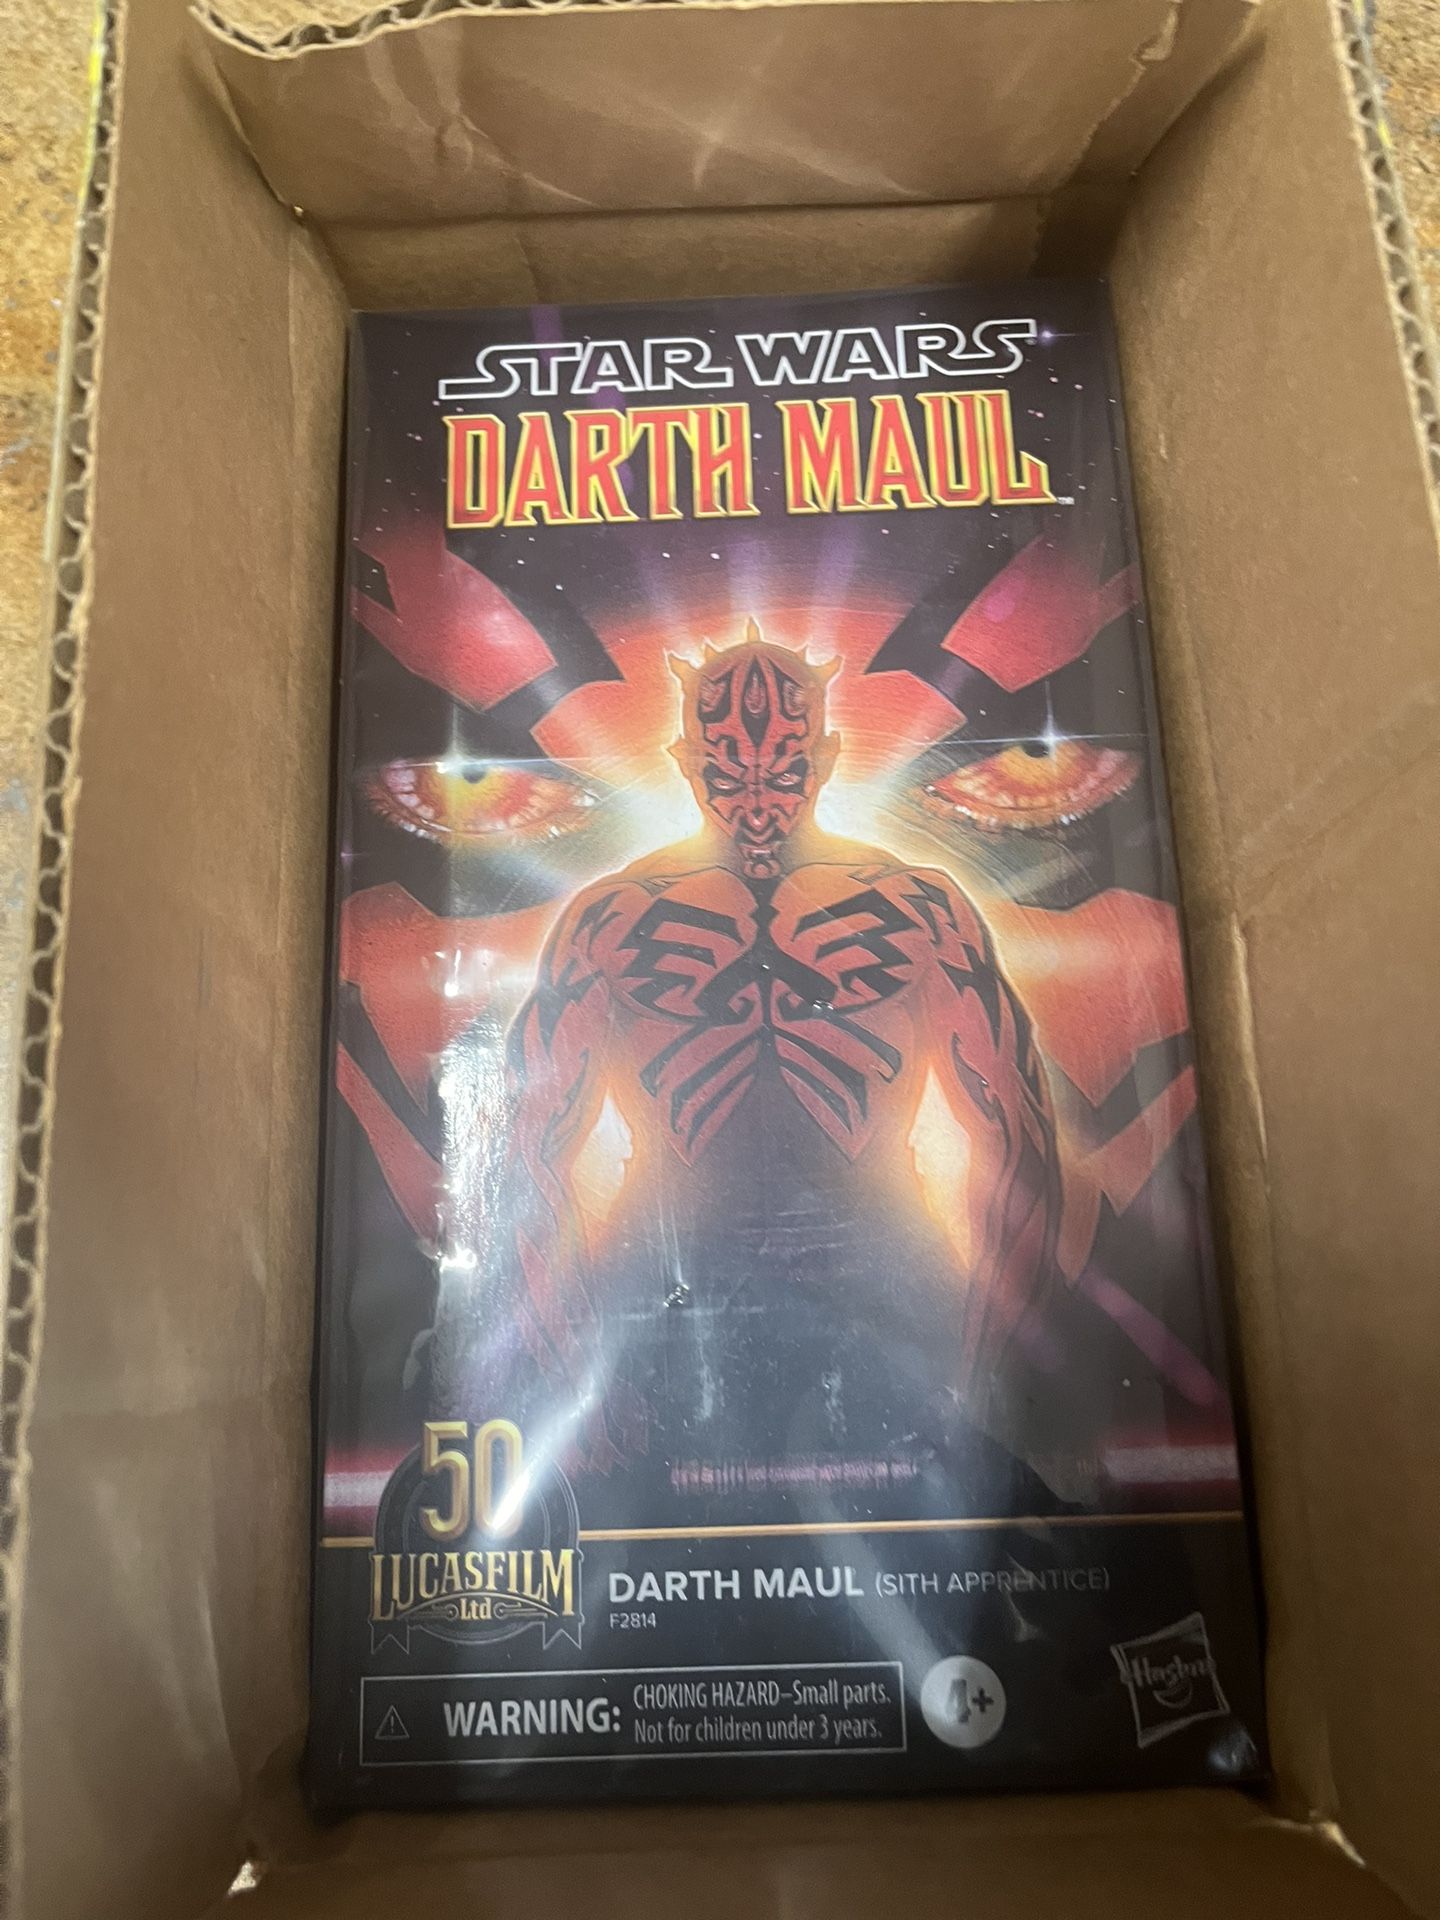 STAR WARS
DARTH MAUL™
50
LUCASFILM
Ltd
DARTH MAUL (SITH APPRENTICE)
F2814
WARNING: CHOKING HAZARD–Small parts.
Not for children under 3 years.
4+
Hasbro